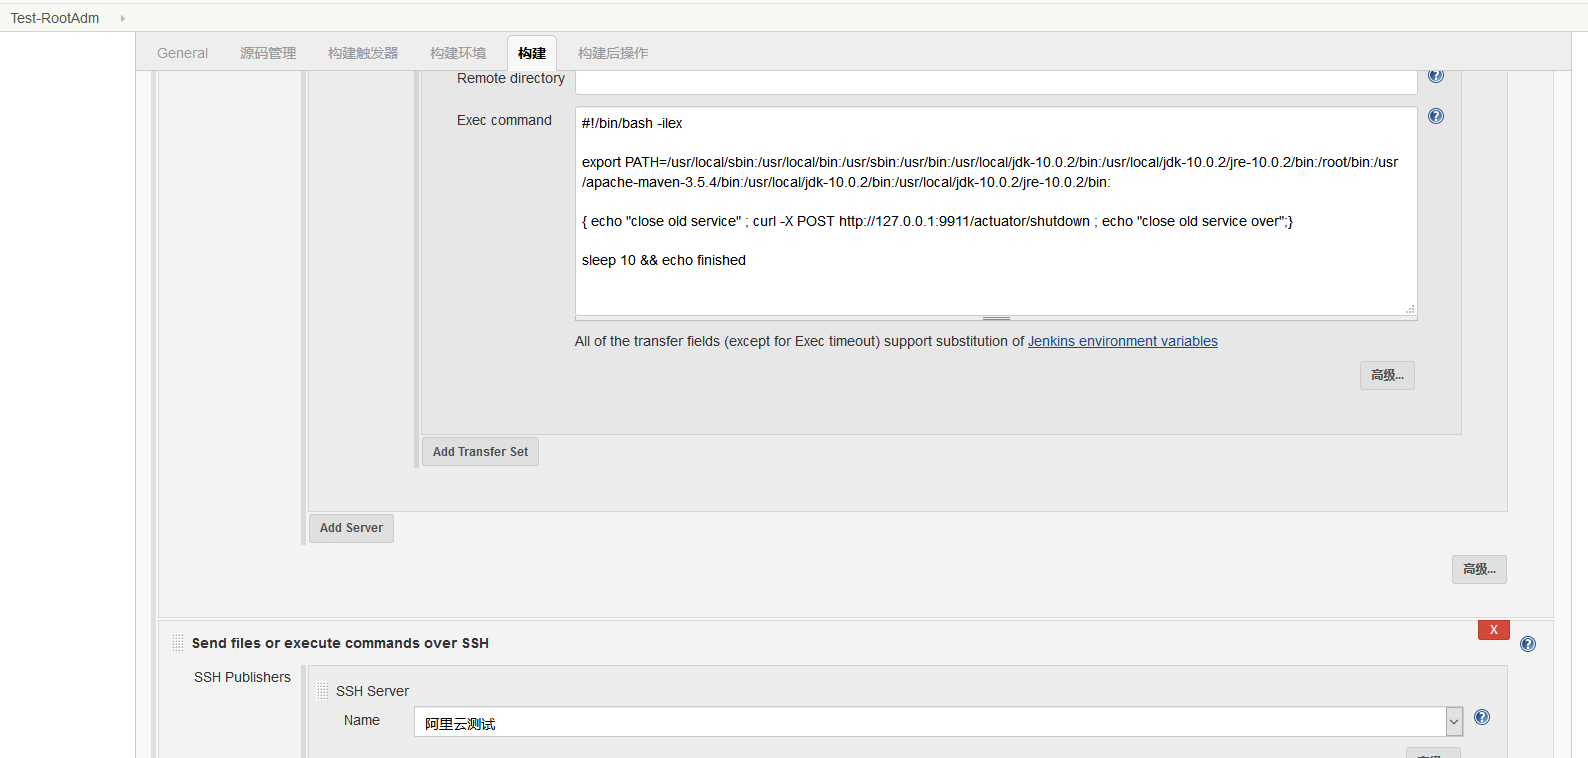 Test-RootAdm
General 源码管理 构建触发器 构建环境 构建 构建后操作
Remote directory
Exec command
#!/bin/bash -ilex
export PATH=/usr/local/sbin:/usr/local/bin:/usr/sbin:/usr/bin:/usr/local/jdk-10.0.2/bin:/usr/local/jdk-10.0.2/jre-10.0.2/bin:/root/bin:/usr
/apache-maven-3.5.4/bin:/usr/local/jdk-10.0.2/bin:/usr/local/jdk-10.0.2/jre-10.0.2/bin:
{ echo "close old service" ; curl -X POST http://127.0.0.1:9911/actuator/shutdown ; echo "close old service over";}
sleep 10 && echo finished
All of the transfer fields (except for Exec timeout) support substitution of Jenkins environment variables
高级...
Add Transfer Set
Add Server
高级...
X
Send files or execute commands over SSH
SSH Publishers
SSH Server
Name 阿里云测试